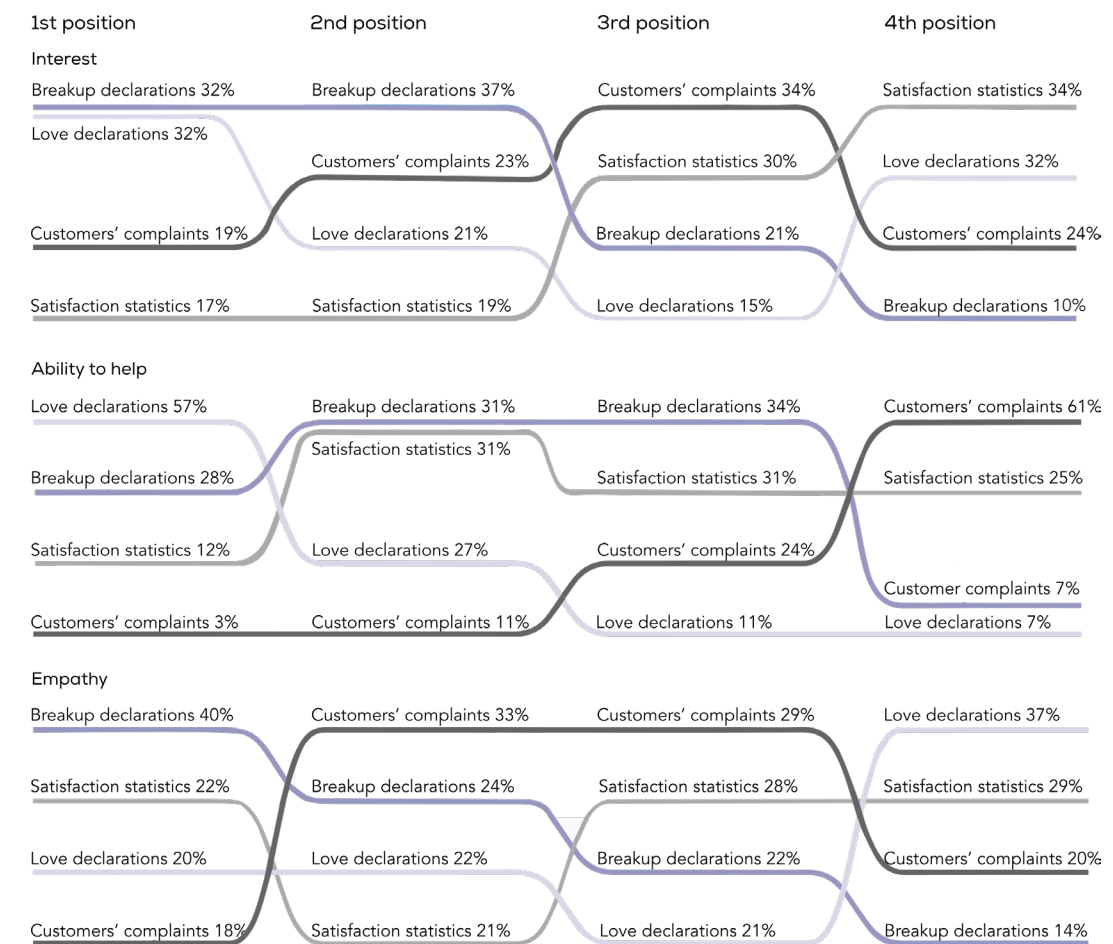 1st position 2nd position 3rd position 4th position
Interest
Breakup declarations 32% Breakup declarations 37% Customers’ complaints 34% Satisfaction statistics 34%
Love declarations 32%
Customers’ complaints 23% Satisfaction statistics 30% Love declarations 32%
Customers’ complaints 19% Love declarations 21% Breakup declarations 21% Customers’ complaints 24%
Satisfaction statistics 17% Satisfaction statistics 19% Love declarations 15% Breakup declarations 10%
Ability to help
Love declarations 57% Breakup declarations 31% Breakup declarations 34% Customers’ complaints 61%
Satisfaction statistics 31%
Breakup declarations 28% Satisfaction statistics 31% Satisfaction statistics 25%
Satisfaction statistics 12% Love declarations 27% Customers’ complaints 24%
Customer complaints 7%
Customers’ complaints 3% Customers’ complaints 11% Love declarations 11% Love declarations 7%
Empathy
Breakup declarations 40% Customers’ complaints 33% Customers’ complaints 29% Love declarations 37%
Satisfaction statistics 22% Breakup declarations 24% Satisfaction statistics 28% Satisfaction statistics 29%
Love declarations 20% Love declarations 22% Breakup declarations 22% Customers’ complaints 20%
Customers’ complaints 18% Satisfaction statistics 21% Love declarations 21% Breakup declarations 14%